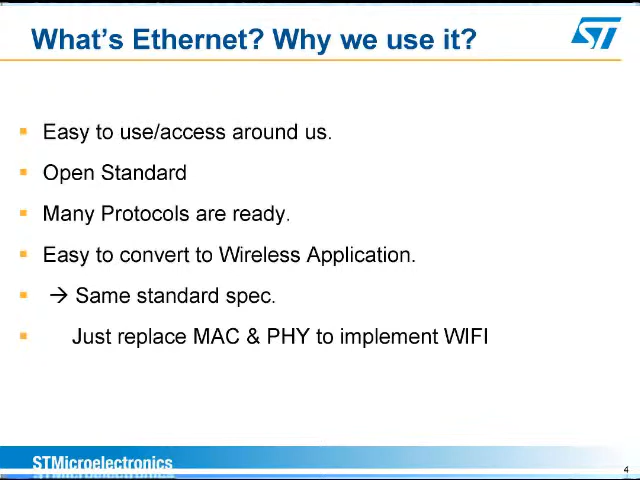 What's Ethernet? Why we use it?
ST
Easy to use/access around us.
Open Standard
Many Protocols are ready.
Easy to convert to Wireless Application.
→ Same standard spec.
Just replace MAC & PHY to implement WIFI
STMicroelectronics
4